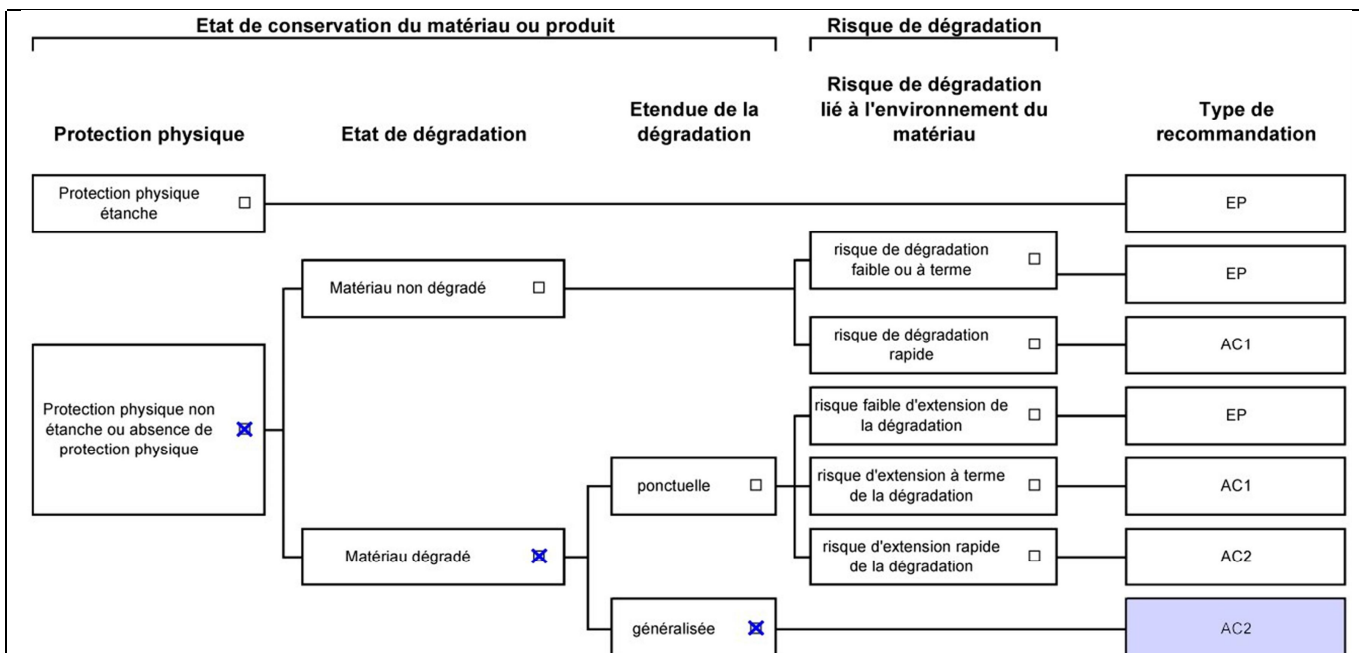 Etat de conservation du matériau ou produit
Risque de dégradation
Protection physique
Etat de dégradation
Etendue de la
dégradation
Risque de dégradation
lié à l'environnement du
matériau
Type de
recommandation
Protection physique
étanche
EP
Matériau non dégradé
risque de dégradation
faible ou à terme
EP
risque de dégradation
rapide
AC1
Protection physique non
étanche ou absence de
protection physique
risque faible d'extension de
la dégradation
EP
ponctuelle
risque d'extension à terme
de la dégradation
AC1
Matériau dégradé
risque d'extension rapide
de la dégradation
AC2
généralisée
AC2